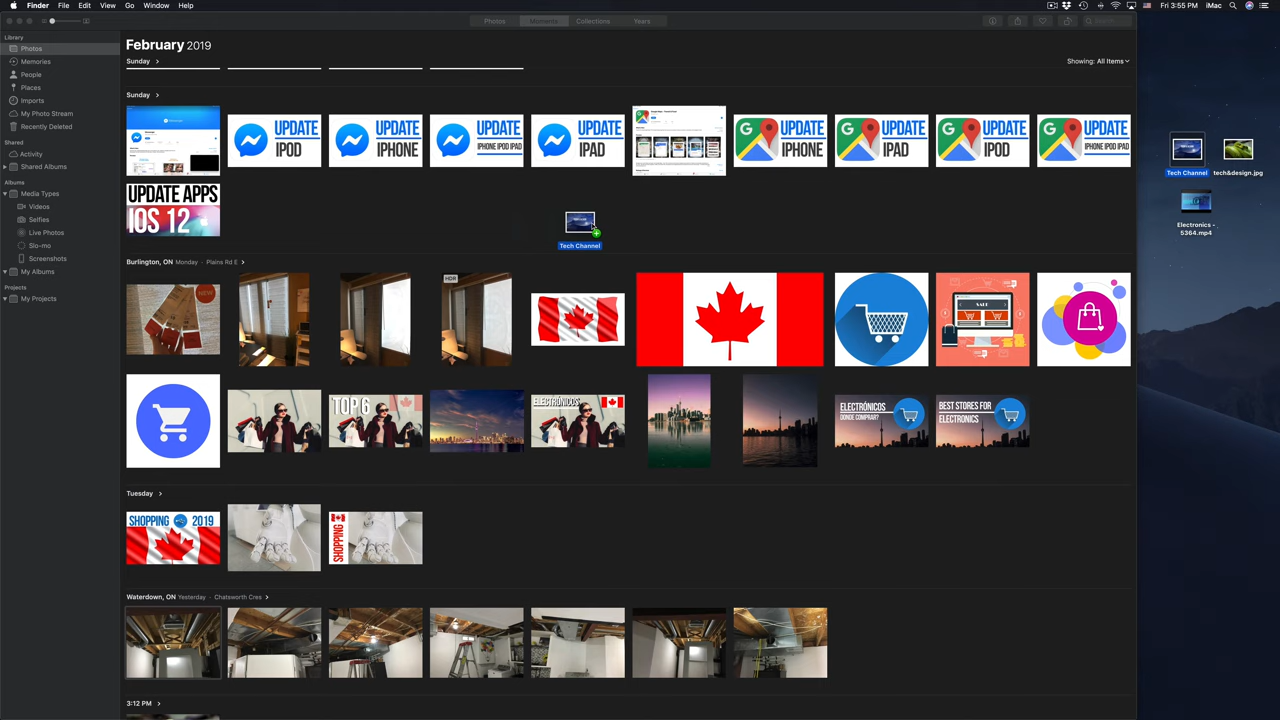 Finder File Edit View Go Window Help
Fri 3:55 PM iMac
Photos Moments Collections Years
Search
Library
Photos
Memories
People
Places
Imports
My Photo Stream
Recently Deleted
Shared
Activity
Shared Albums
Albums
Media Types
Videos
Selfies
Live Photos
Slo-mo
Screenshots
My Albums
Projects
My Projects
February 2019
Sunday >
Showing: All Items
Sunday >
UPDATE IPOD
UPDATE IPHONE
UPDATE IPHONE IPOD IPAD
UPDATE IPAD
UPDATE IPHONE
UPDATE IPAD
UPDATE IPOD
UPDATE IPHONE IPOD IPAD
UPDATE APPS
IOS 12
Tech Channel
Burlington, ON Monday · Plains Rd E >
NEW
HDR
SALE
TOP 6
ELECTRÓNICOS
ELECTRÓNICOS
DONDE COMPRAR?
BEST STORES FOR
ELECTRONICS
Tuesday >
SHOPPING 2019
SHOPPING
Waterdown, ON Yesterday · Chatsworth Cres >
3:12 PM >
Tech Channel
tech&design.jpg
Electronics -
5364.mp4